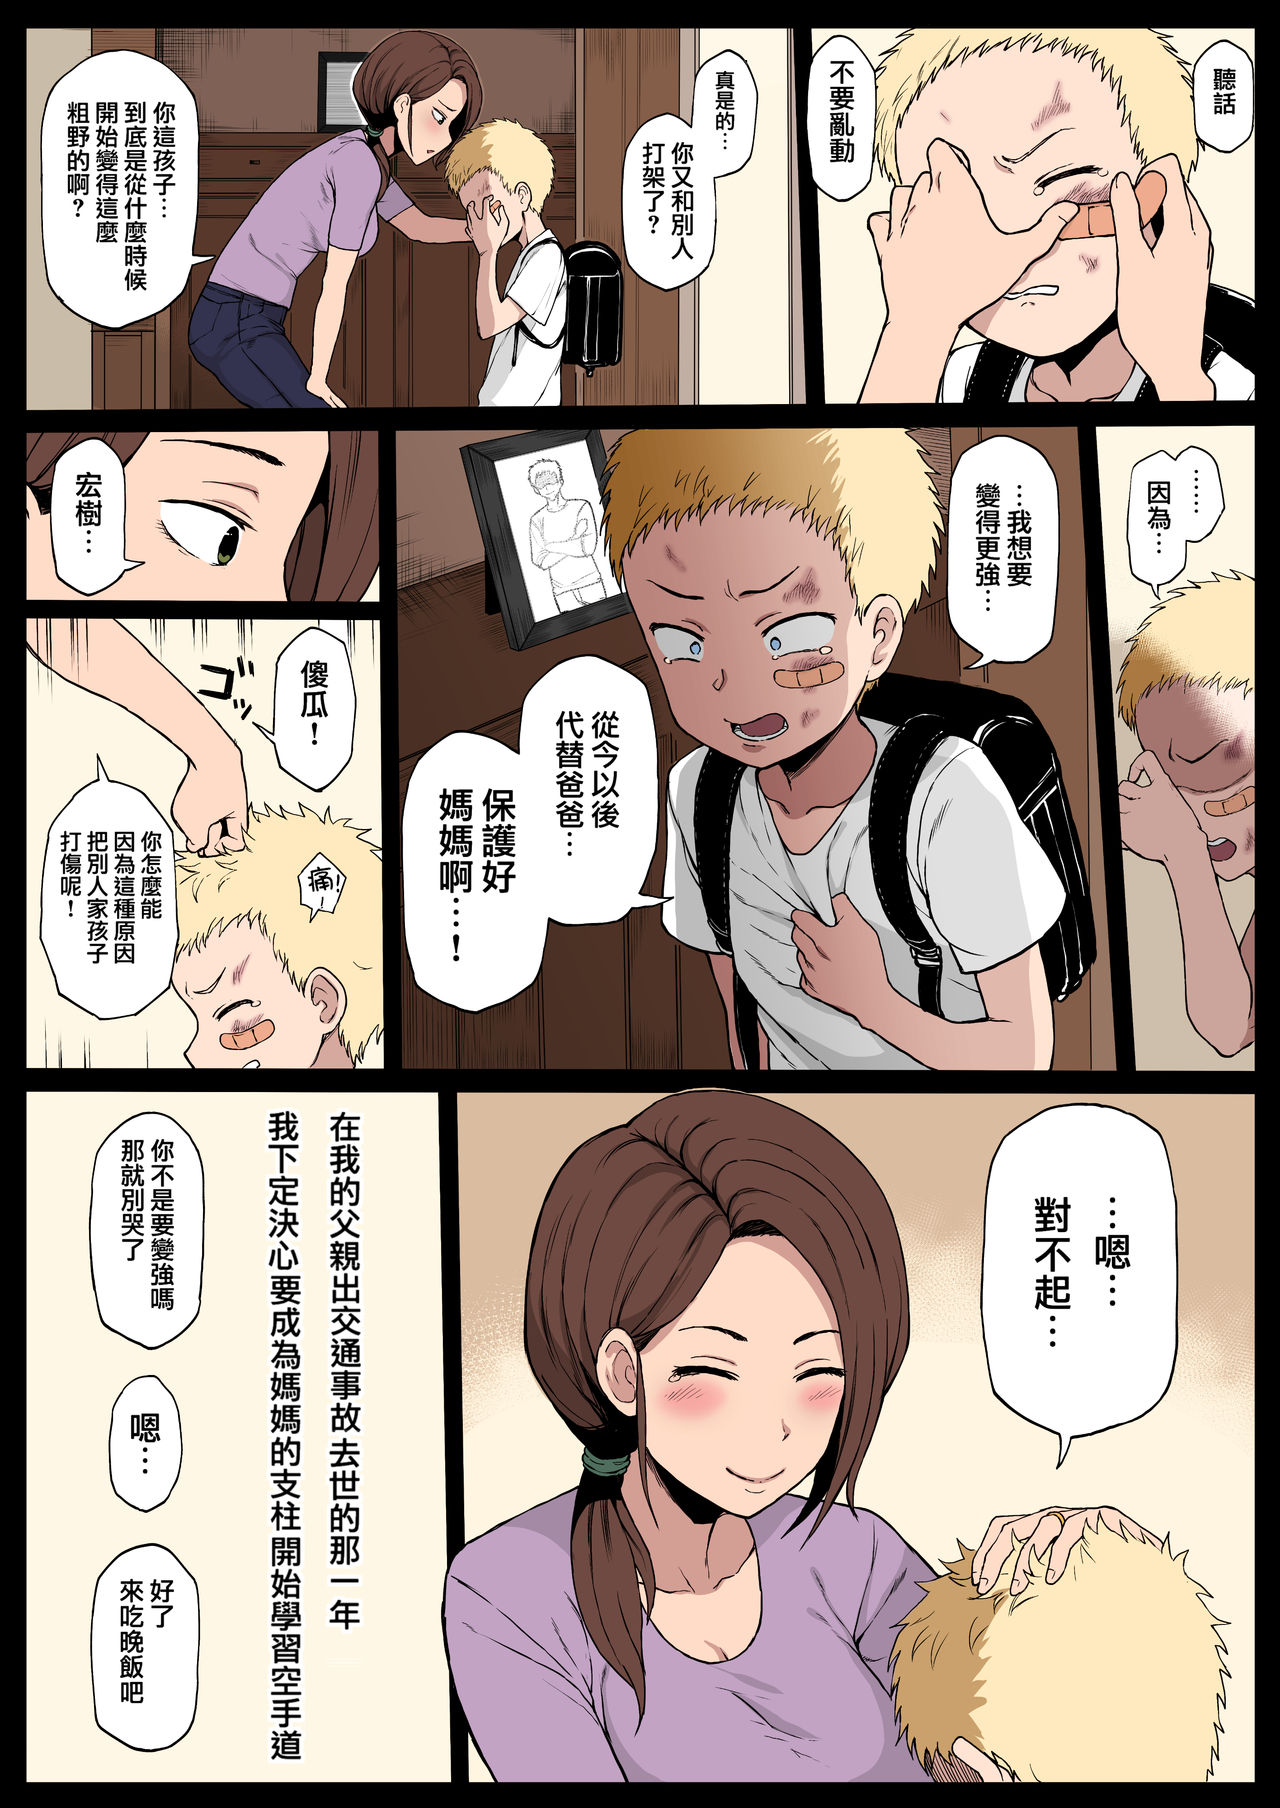 聽話
不要亂動
真是的…
你又和別人
打架了？
你這孩子…
到底是從什麼時候
開始變得這麼
粗野的啊？
……
因為…
…我想要
變得更強…
從今以後
代替爸爸…
保護好
媽媽啊……！
宏樹…
傻瓜！
ゴ
痛！
你怎麼能
因為這種原因
把別人家孩子
打傷呢！
…嗯…
對不起…
在我的父親出交通事故去世的那一年
我下定決心要成為媽媽的支柱開始學習空手道
你不是要變強嗎
那就別哭了
嗯…
好了
來吃晚飯吧